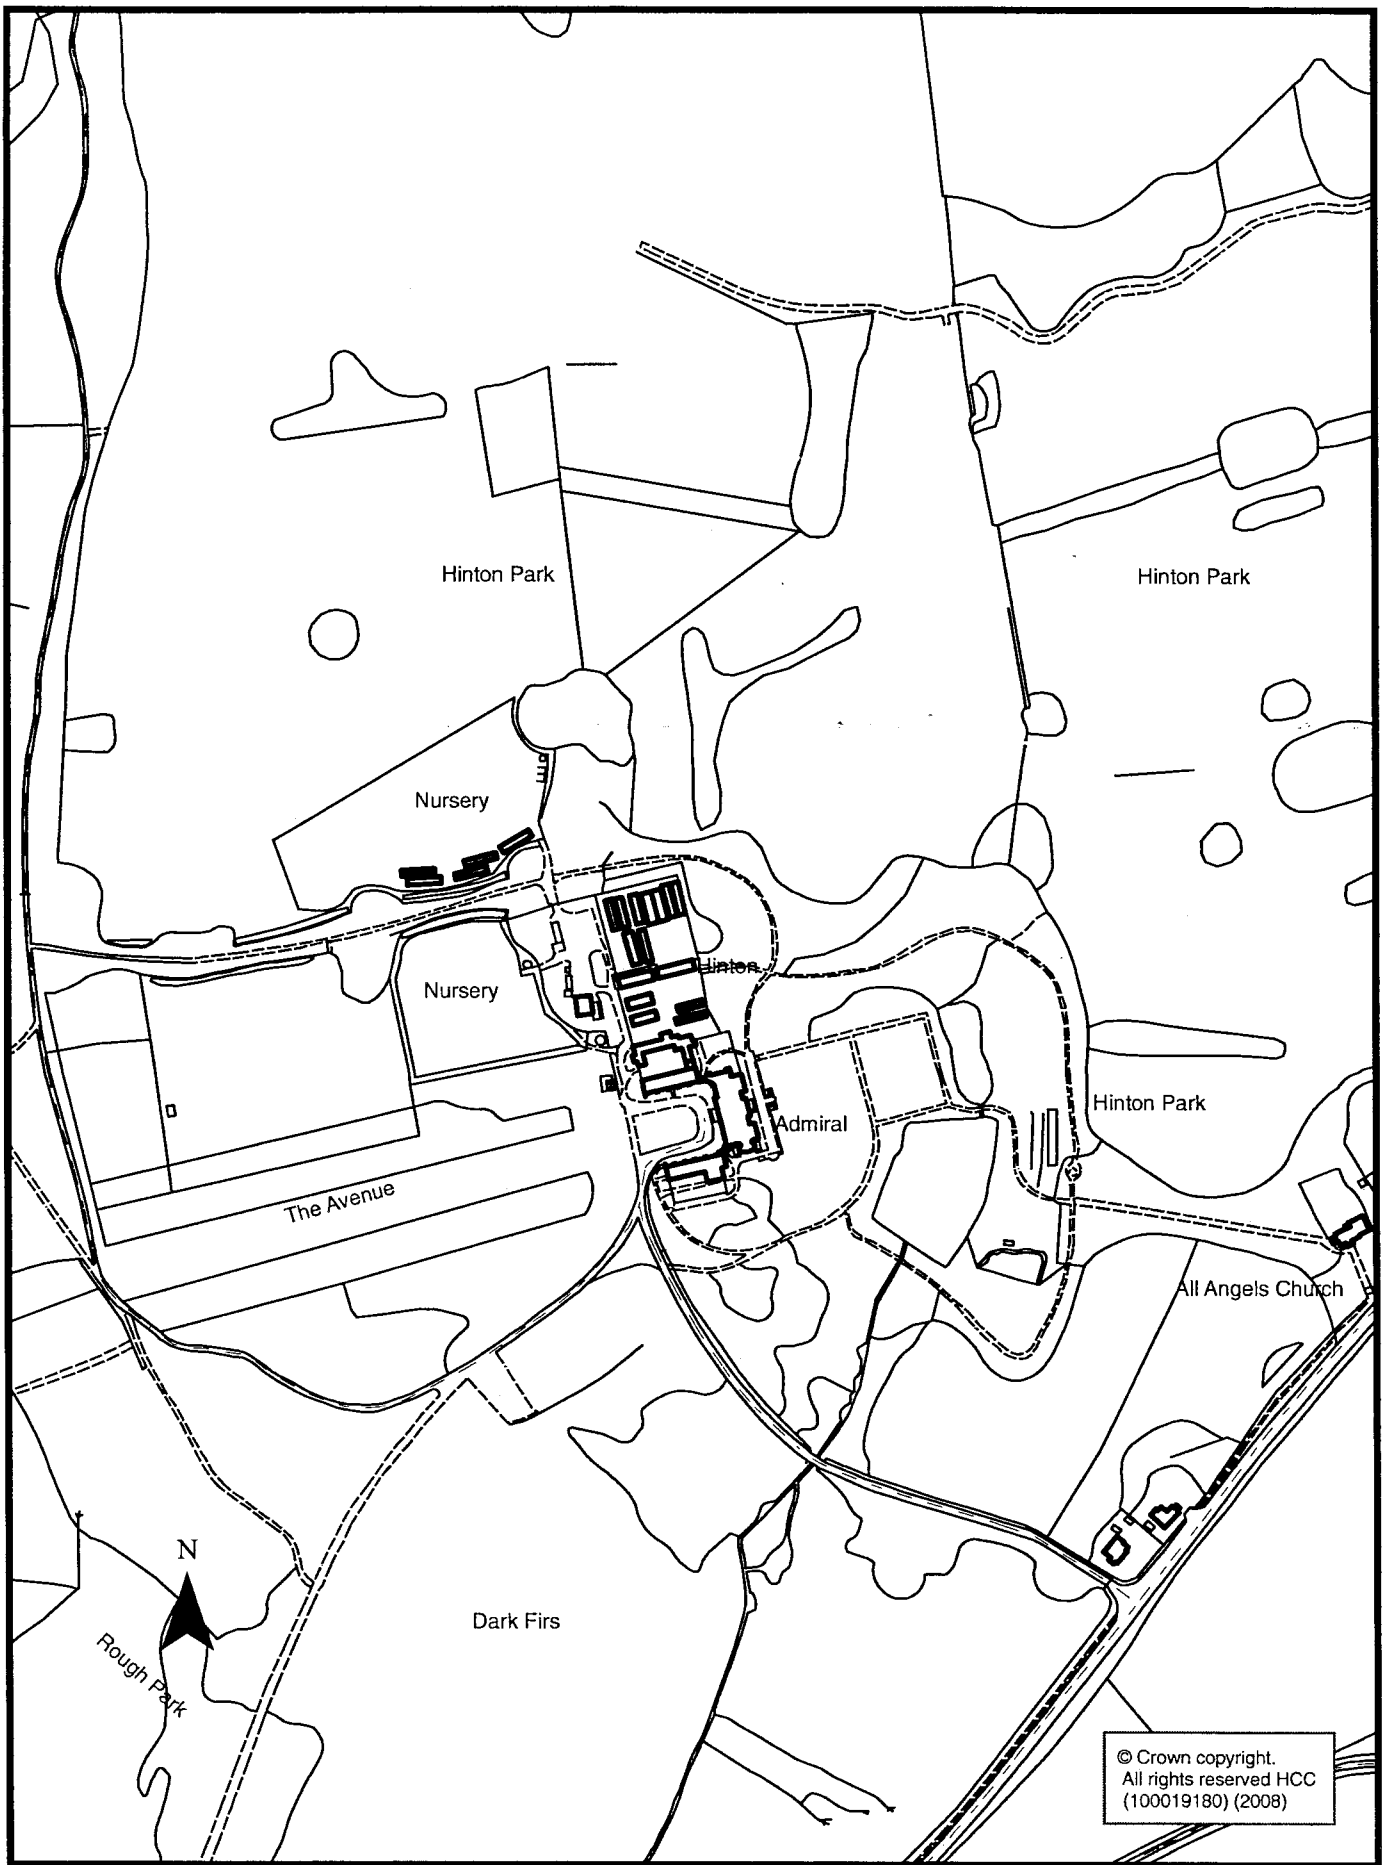 Hinton Park
Hinton Park
Nursery
Hinton
Nursery
Hinton Park
Admiral
The Avenue
All Angels Church
N
Dark Firs
Rough Park
© Crown copyright.
All rights reserved HCC
(100019180) (2008)